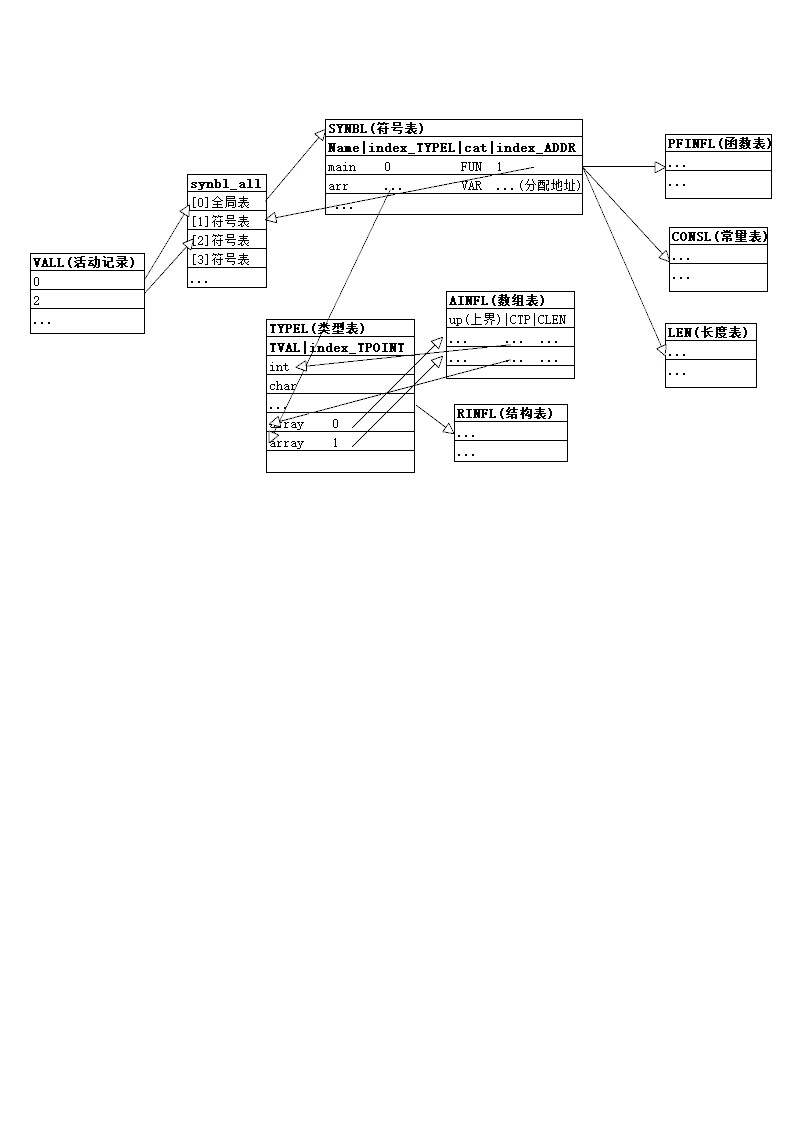 SYNBL(符号表)
Name|index_TYPEL|cat|index_ADDR
main 0 FUN 1
arr ... VAR ...(分配地址)
...
PFINFL(函数表)
...
...
synbl_all
[0]全局表
[1]符号表
[2]符号表
[3]符号表
...
CONSL(常量表)
...
...
VALL(活动记录)
0
2
...
AINFL(数组表)
up(上界)|CTP|CLEN
... ... ...
... ... ...
TYPEL(类型表)
TVAL|index_TPOINT
int
char
...
array 0
array 1
LEN(长度表)
...
...
RINFL(结构表)
...
...